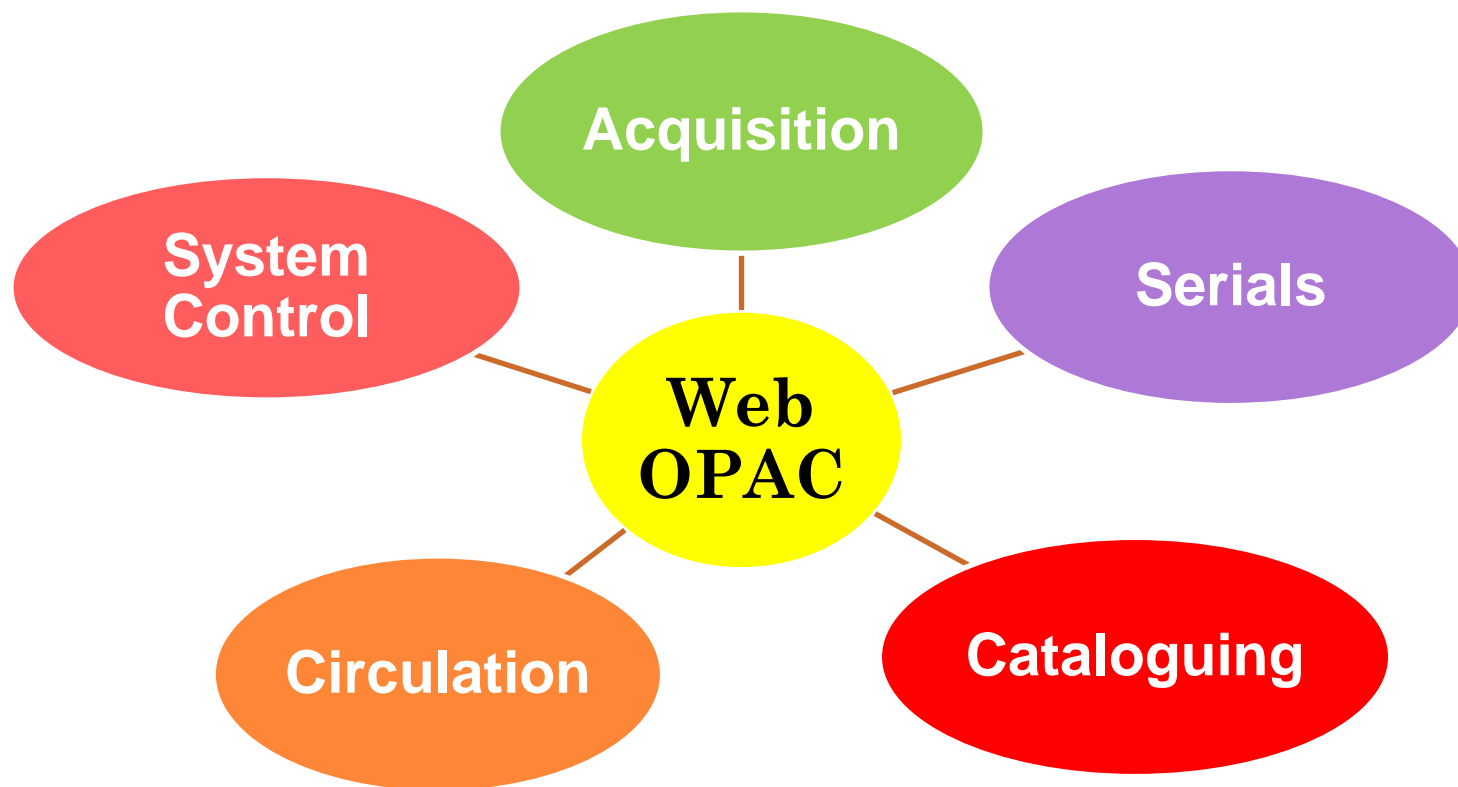 Acquisition
System
Control
Serials
Web
OPAC
Circulation
Cataloguing